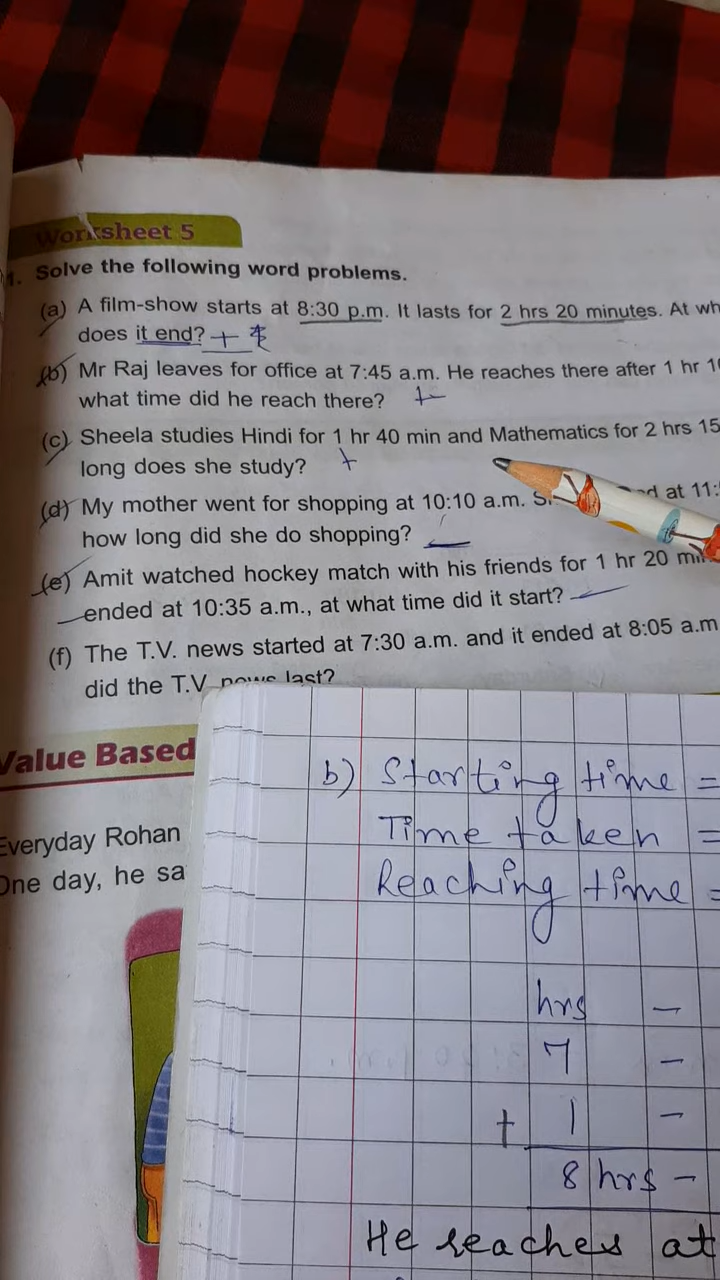 Worksheet 5
1. Solve the following word problems.
(a) A film-show starts at 8:30 p.m. It lasts for 2 hrs 20 minutes. At
does it end? +
(b) Mr Raj leaves for office at 7:45 a.m. He reaches there after 1 hr
what time did he reach there? +
(c) Sheela studies Hindi for 1 hr 40 min and Mathematics for 2 hrs 15
long does she study? +
(d) My mother went for shopping at 10:10 a.m. at 11:
how long did she do shopping? —
(e) Amit watched hockey match with his friends for 1 hr 20
ended at 10:35 a.m., at what time did it start? —
(f) The T.V. news started at 7:30 a.m. and it ended at 8:05 a.m
did the T.V. news last?
Value Based
Everyday Rohan
One day, he sa
b) Starting time =
Time taken =
Reaching time =
hrs –
7 –
+ 1 –
8 hrs –
He reaches at